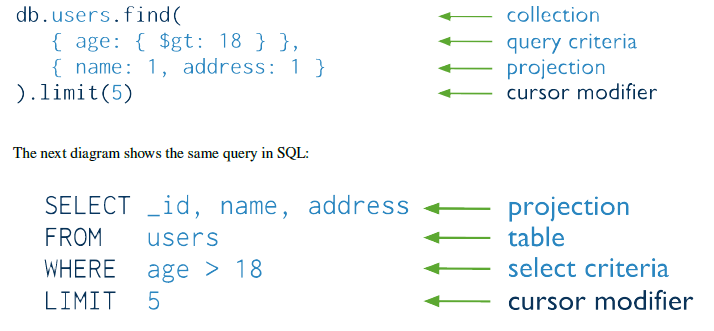 db.users.find( collection
{ age: { $gt: 18 } }, query criteria
{ name: 1, address: 1 } projection
).limit(5) cursor modifier
The next diagram shows the same query in SQL:
SELECT _id, name, address projection
FROM users table
WHERE age > 18 select criteria
LIMIT 5 cursor modifier